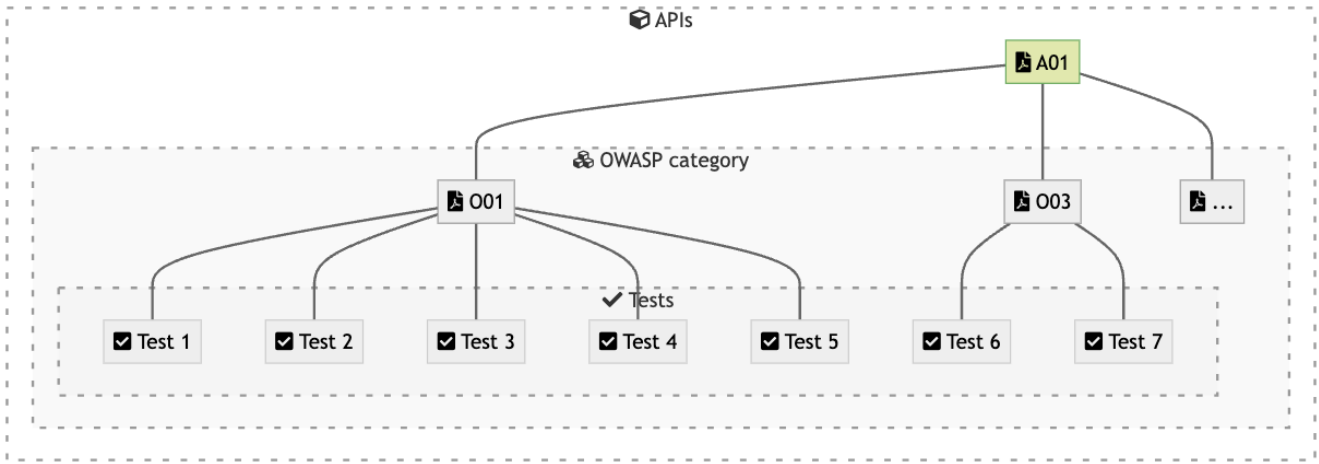 APIs
A01
OWASP category
O01
O03
...
Tests
Test 1
Test 2
Test 3
Test 4
Test 5
Test 6
Test 7